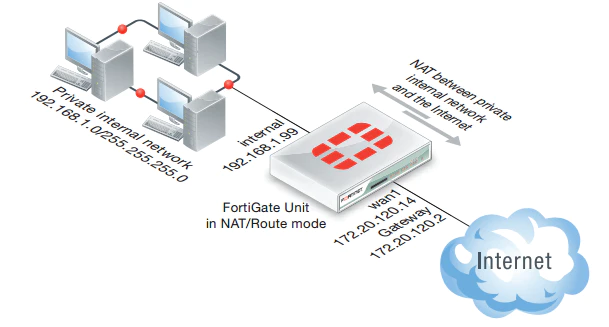 Private internal network
192.168.1.0/255.255.255.0
internal
192.168.1.99
NAT between private
internal network
and the Internet
FORTINET
FortiGate Unit
in NAT/Route mode
wan1
172.20.120.14
Gateway
172.20.120.2
Internet